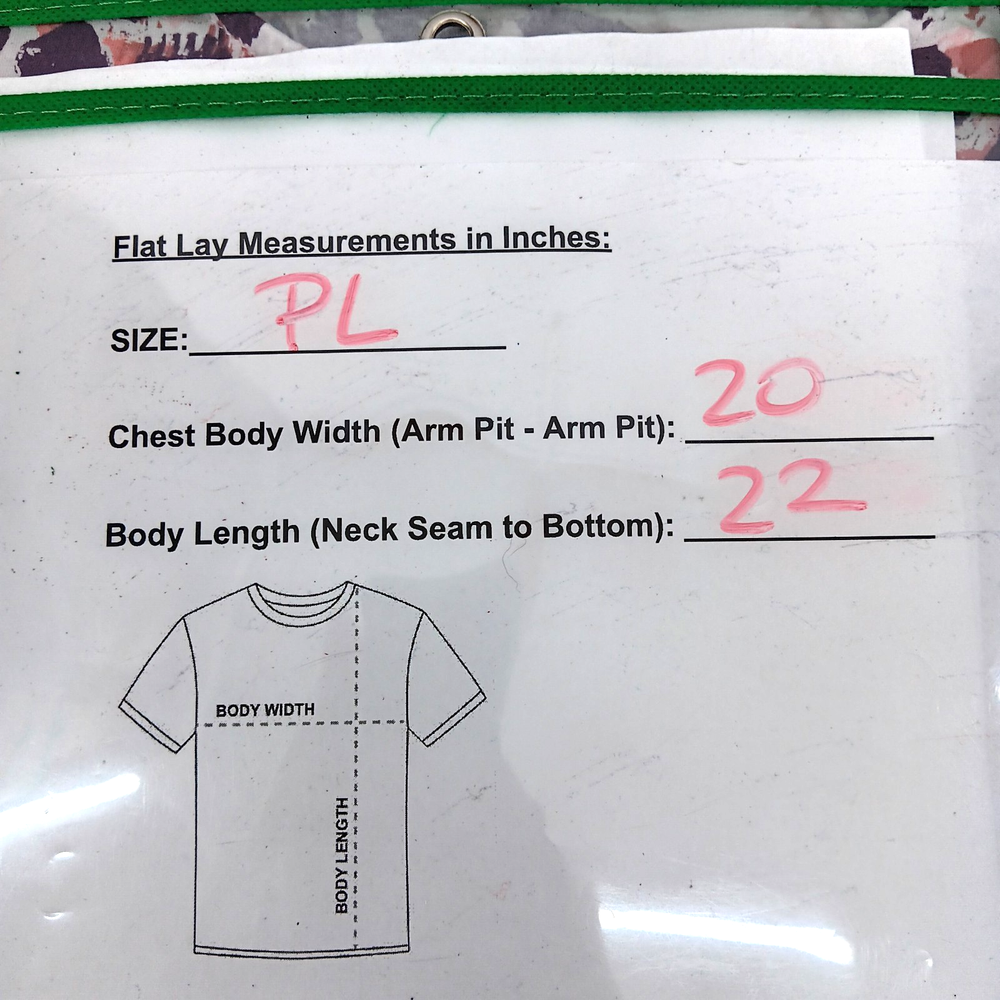 Flat Lay Measurements in Inches:
SIZE: PL
Chest Body Width (Arm Pit - Arm Pit): 20
Body Length (Neck Seam to Bottom): 22
BODY WIDTH
BODY LENGTH